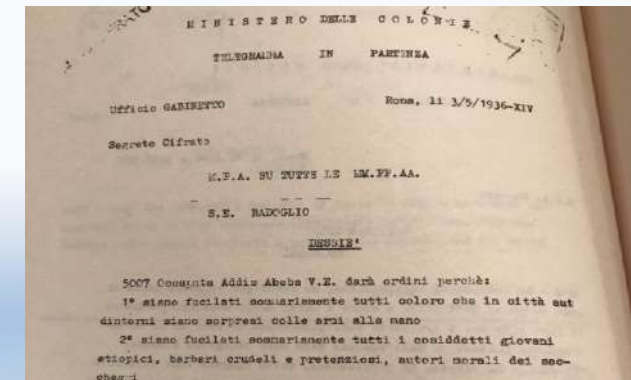 MINISTERO DELLE COLONIE
TELEGRAMMA IN PARTENZA
Ufficio GABINETTO Roma, li 3/5/1936-XIV
Segreto Cifrato
M.P.A. SU TUTTE LE MM.PP.AA.
S.E. BADOGLIO
DESSIE'
5007 Occupata Addis Abeba V.E. darà ordini perchè:
1° siano fucilati sommariamente tutti coloro che in città aut
dintorni siano sorpresi colle armi alla mano
2° siano fucilati sommariamente tutti i cosiddetti giovani
etiopici, barbari crudeli e pretenziosi, autori morali dei sac-
cheggi